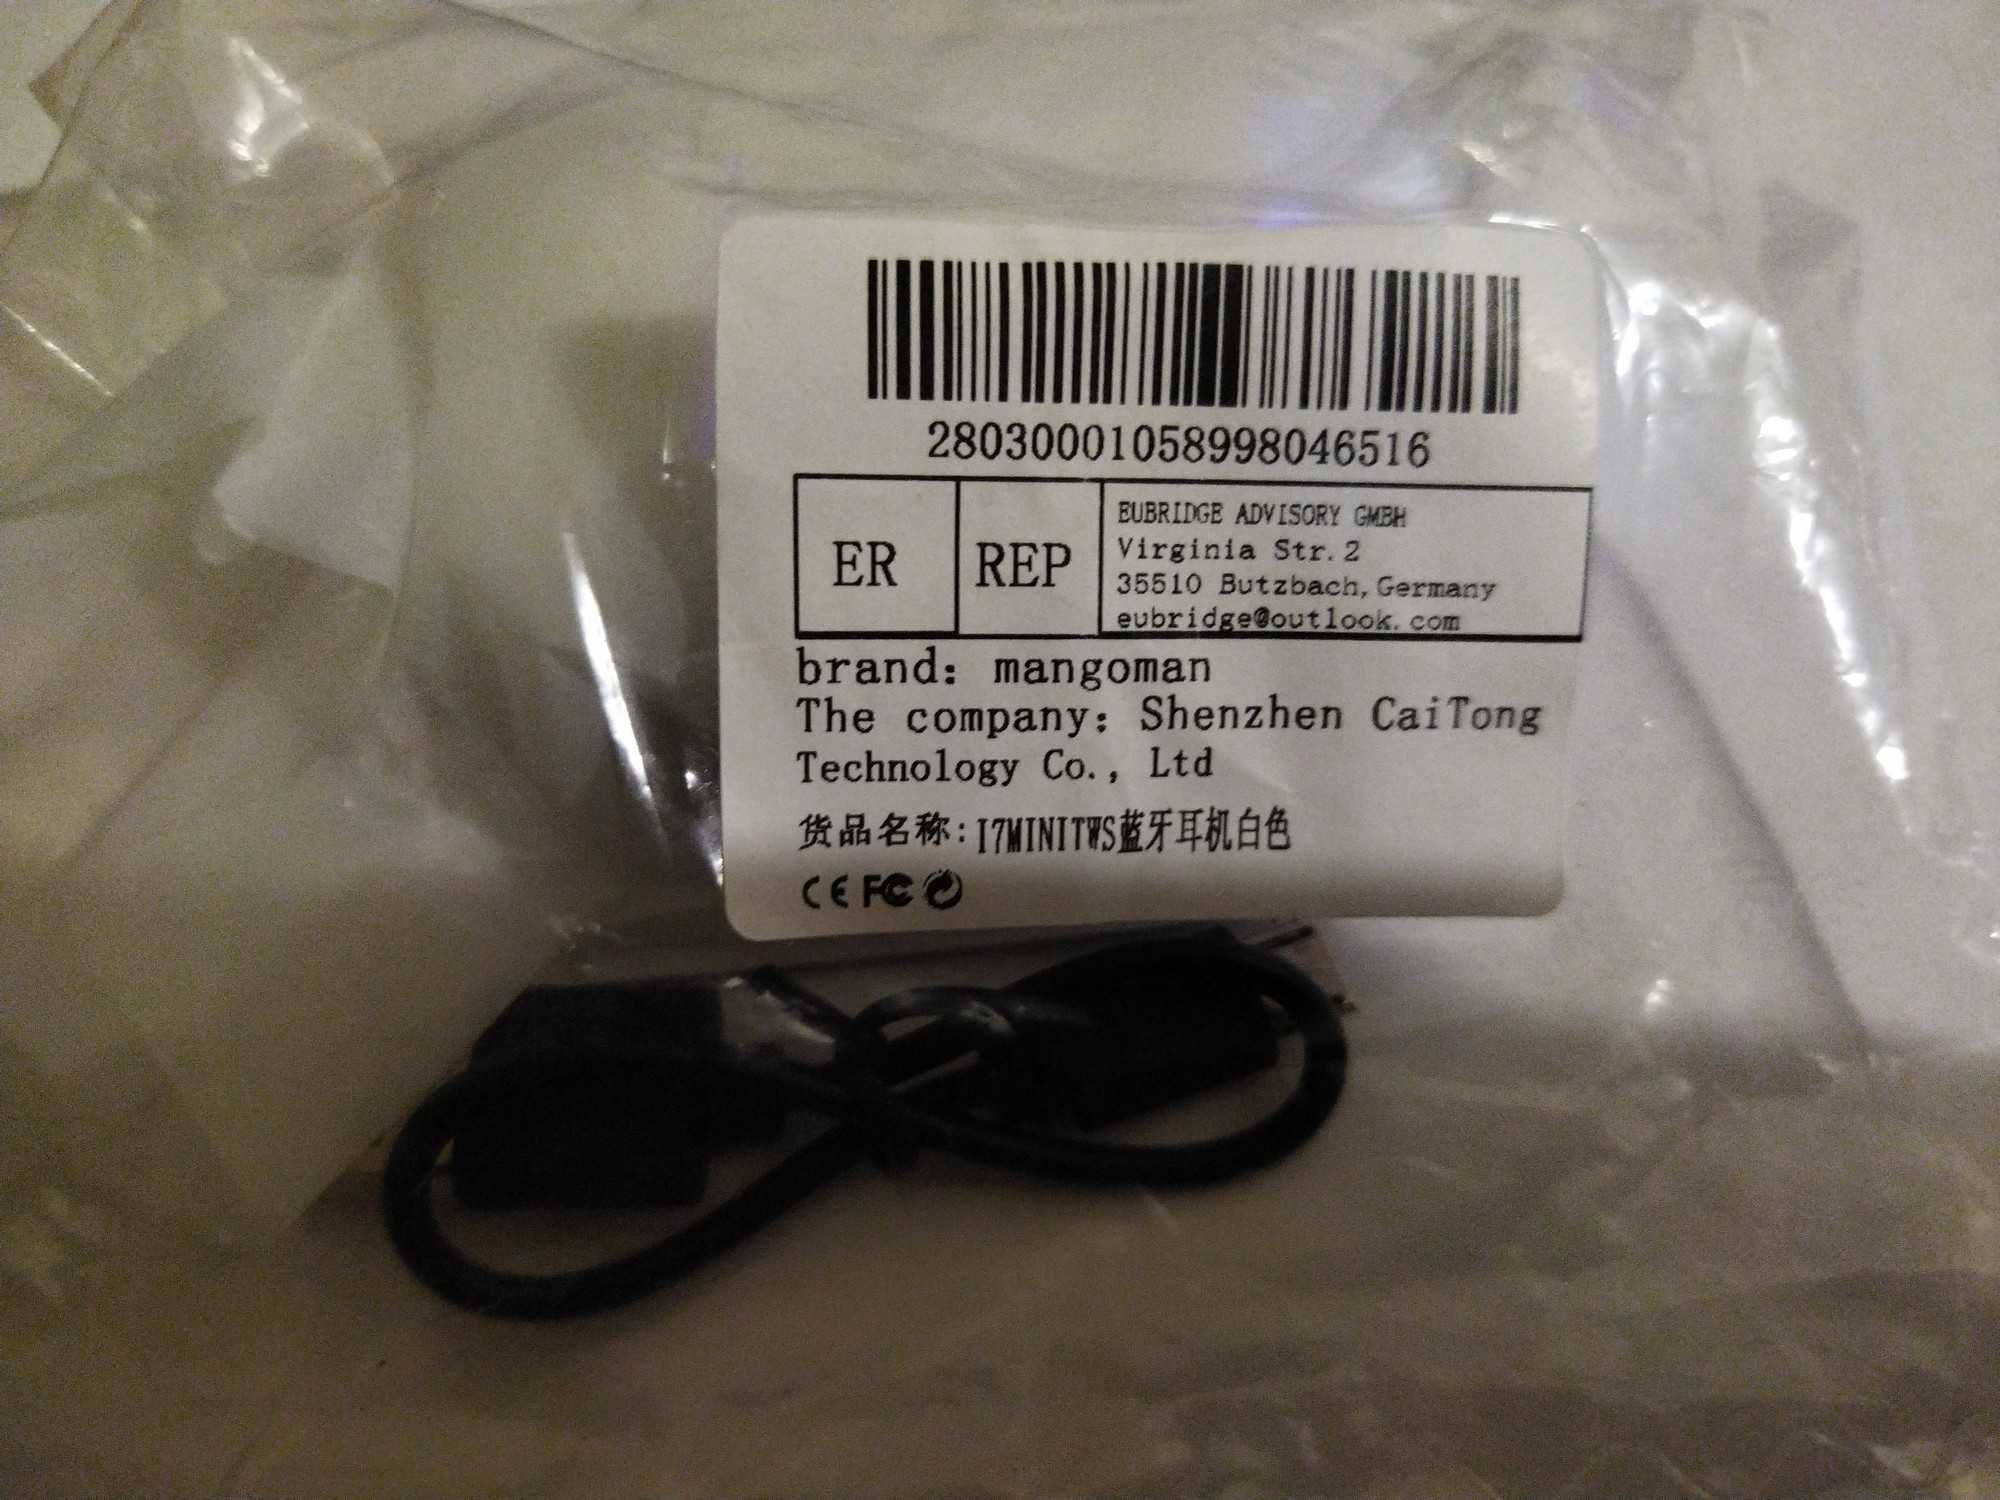 28030001058998046516
ER REP
EUBRIDGE ADVISORY GMBH
Virginia Str. 2
35510 Butzbach, Germany
eubridge@outlook.com
brand: mangoman
The company: Shenzhen CaiTong
Technology Co., Ltd
货品名称: I7MINITWS蓝牙耳机白色
CE FC